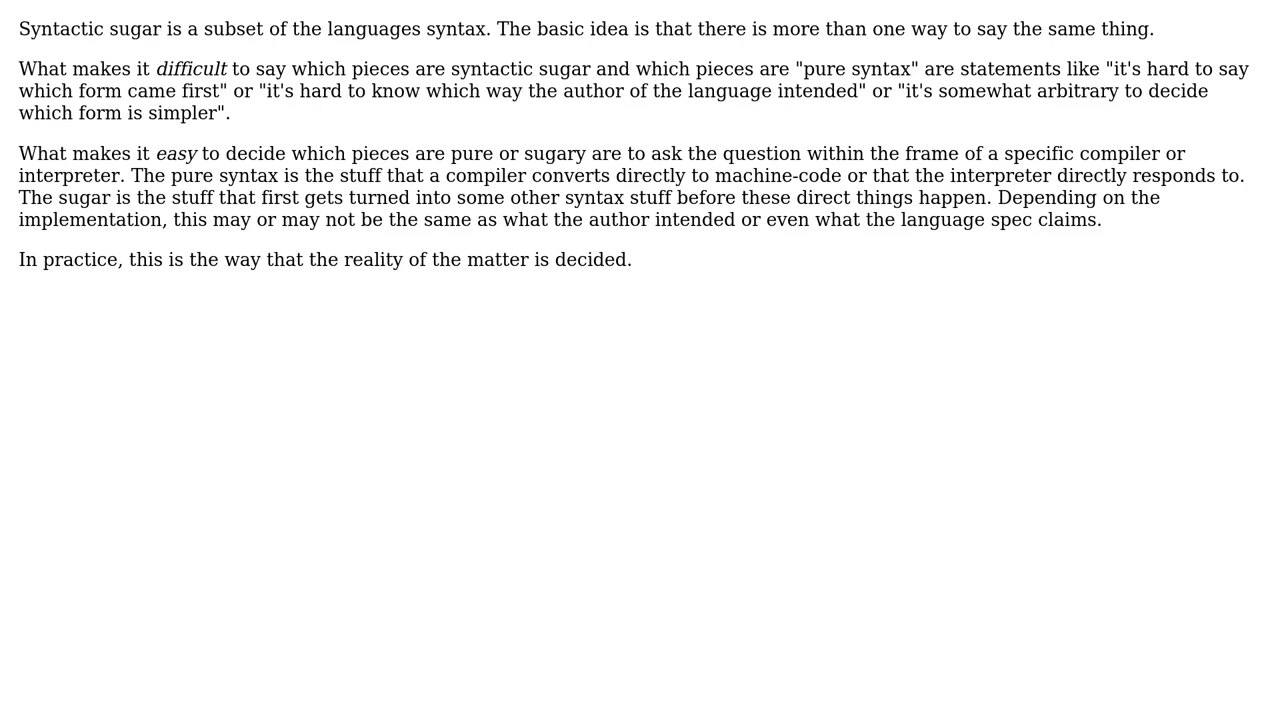 Syntactic sugar is a subset of the languages syntax. The basic idea is that there is more than one way to say the same thing.
What makes it difficult to say which pieces are syntactic sugar and which pieces are "pure syntax" are statements like "it's hard to say
which form came first" or "it's hard to know which way the author of the language intended" or "it's somewhat arbitrary to decide
which form is simpler".
What makes it easy to decide which pieces are pure or sugary are to ask the question within the frame of a specific compiler or
interpreter. The pure syntax is the stuff that a compiler converts directly to machine-code or that the interpreter directly responds to.
The sugar is the stuff that first gets turned into some other syntax stuff before these direct things happen. Depending on the
implementation, this may or may not be the same as what the author intended or even what the language spec claims.
In practice, this is the way that the reality of the matter is decided.